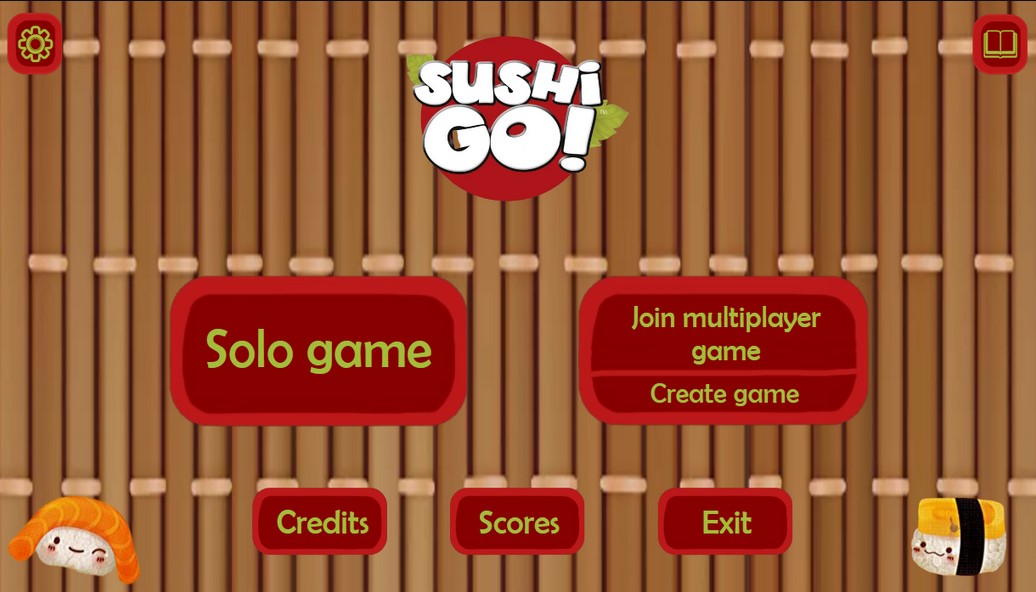 SUSHi
GO!
Solo game
Join multiplayer
game
Create game
Credits
Scores
Exit